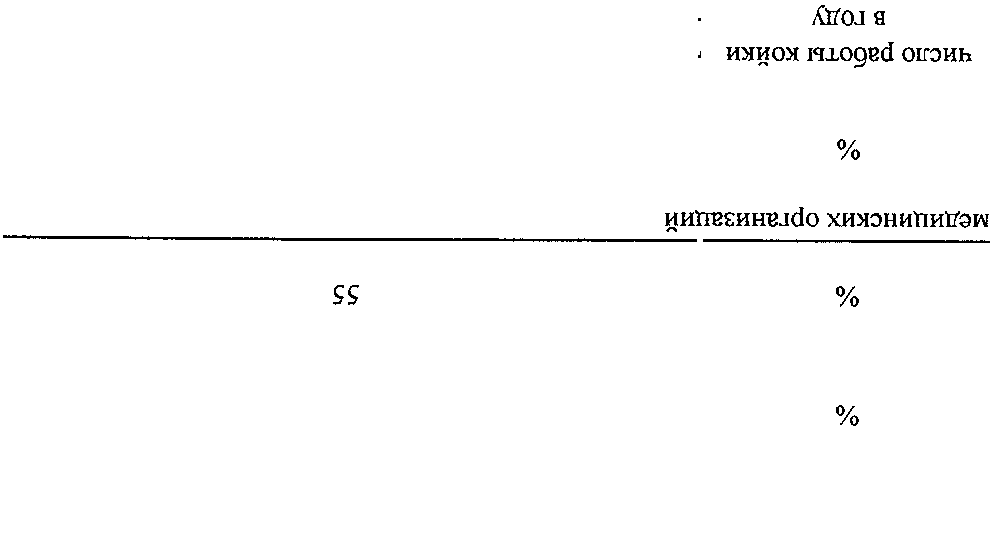 %
% 55
медицинских организаций
%
число работы койки
в году